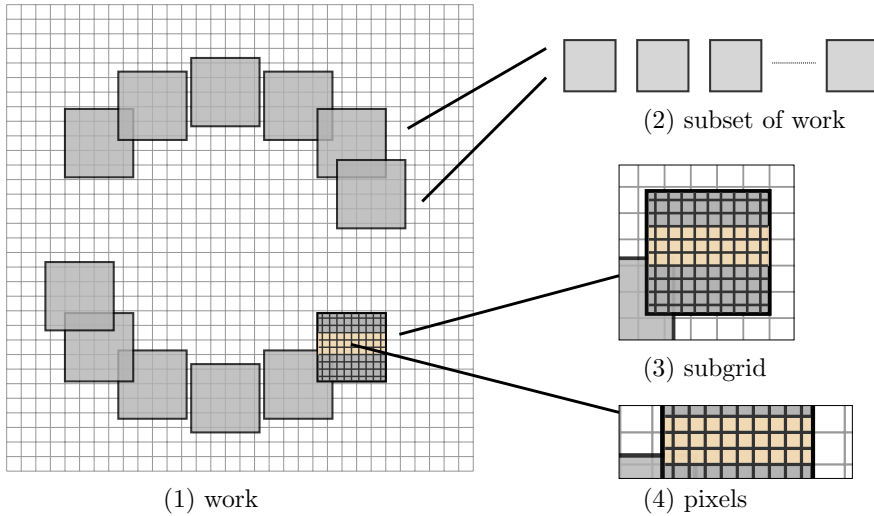 (2) subset of work
(3) subgrid
(1) work
(4) pixels